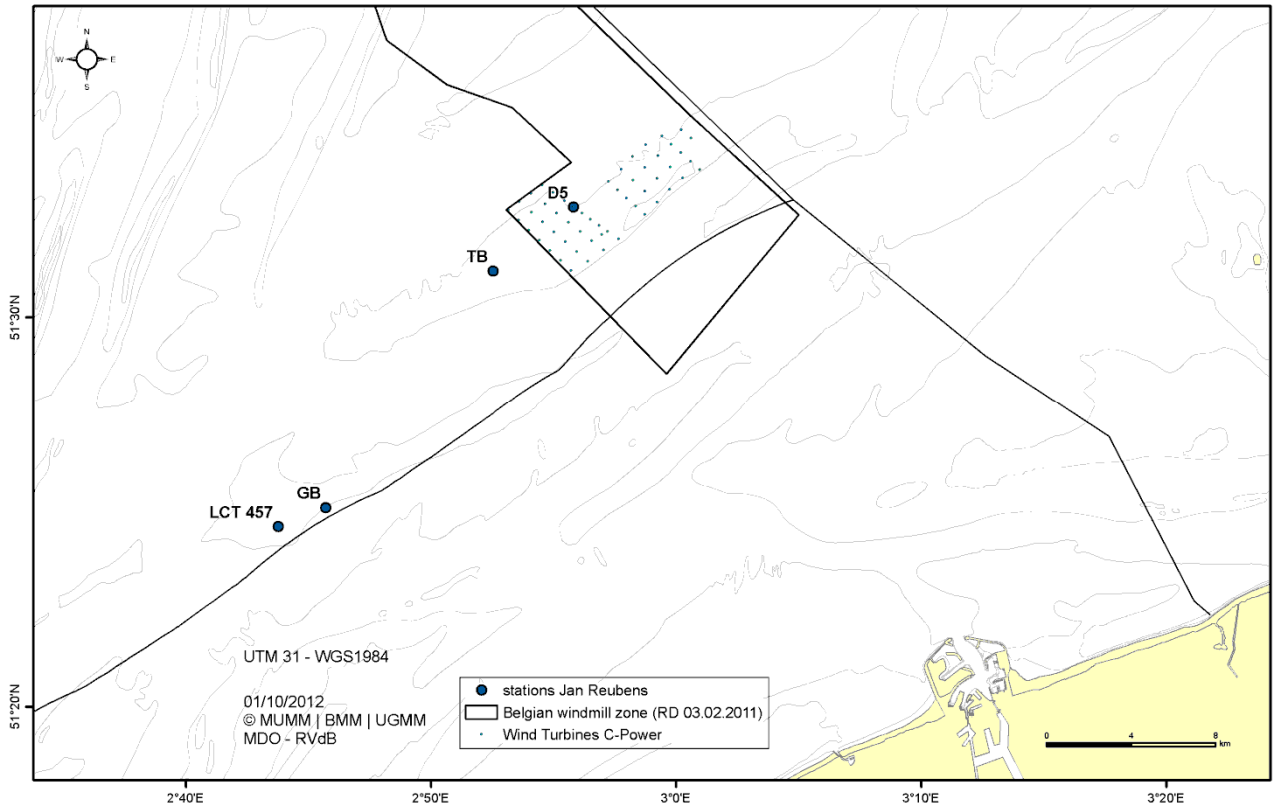 N
W
E
S
D5
TB
51°30'N
GB
LCT 457
UTM 31 - WGS1984
01/10/2012
© MUMM | BMM | UGMM
MDO - RVdB
stations Jan Reubens
Belgian windmill zone (RD 03.02.2011)
Wind Turbines C-Power
51°20'N
0 4 8
km
2°40'E 2°50'E 3°0'E 3°10'E 3°20'E